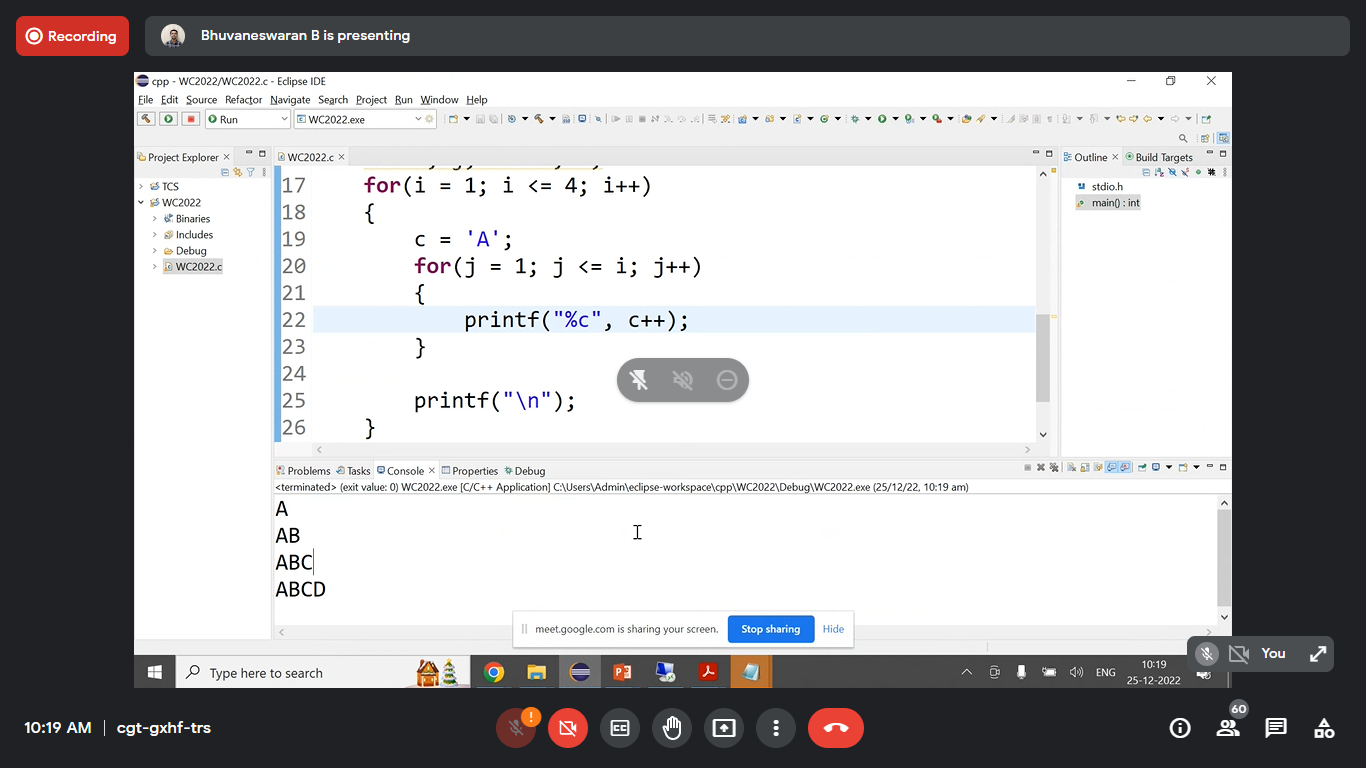 Recording
Bhuvaneswaran B is presenting
cpp - WC2022/WC2022.c - Eclipse IDE
File Edit Source Refactor Navigate Search Project Run Window Help
Run
WC2022.exe
Project Explorer
TCS
WC2022
Binaries
Includes
Debug
WC2022.c
WC2022.c
17 for(i = 1; i <= 4; i++)
18 {
19 c = 'A';
20 for(j = 1; j <= i; j++)
21 {
22 printf("%c", c++);
23 }
24
25 printf("\n");
26 }
Outline Build Targets
stdio.h
main() : int
Problems Tasks Console Properties Debug
<terminated> (exit value: 0) WC2022.exe [C/C++ Application] C:\Users\Admin\eclipse-workspace\cpp\WC2022\Debug\WC2022.exe (25/12/22, 10:19 am)
A
AB
ABC
ABCD
meet.google.com is sharing your screen. Stop sharing Hide
Type here to search
ENG
10:19
25-12-2022
You
10:19 AM | cgt-gxhf-trs
60